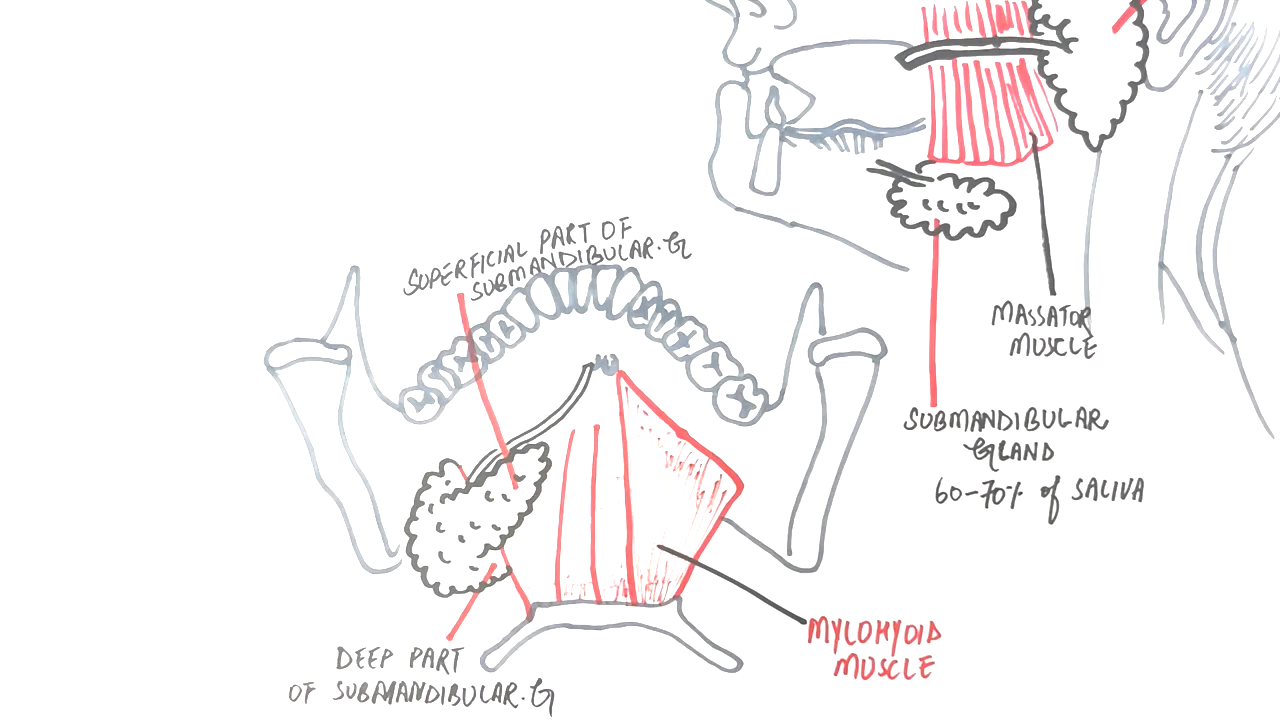 SUPERFICIAL PART OF
SUBMANDIBULAR.G
MASSATOR
MUSCLE
SUBMANDIBULAR
GLAND
60-70% of SALIVA
MYLOHYOID
MUSCLE
DEEP PART
OF SUBMANDIBULAR.G